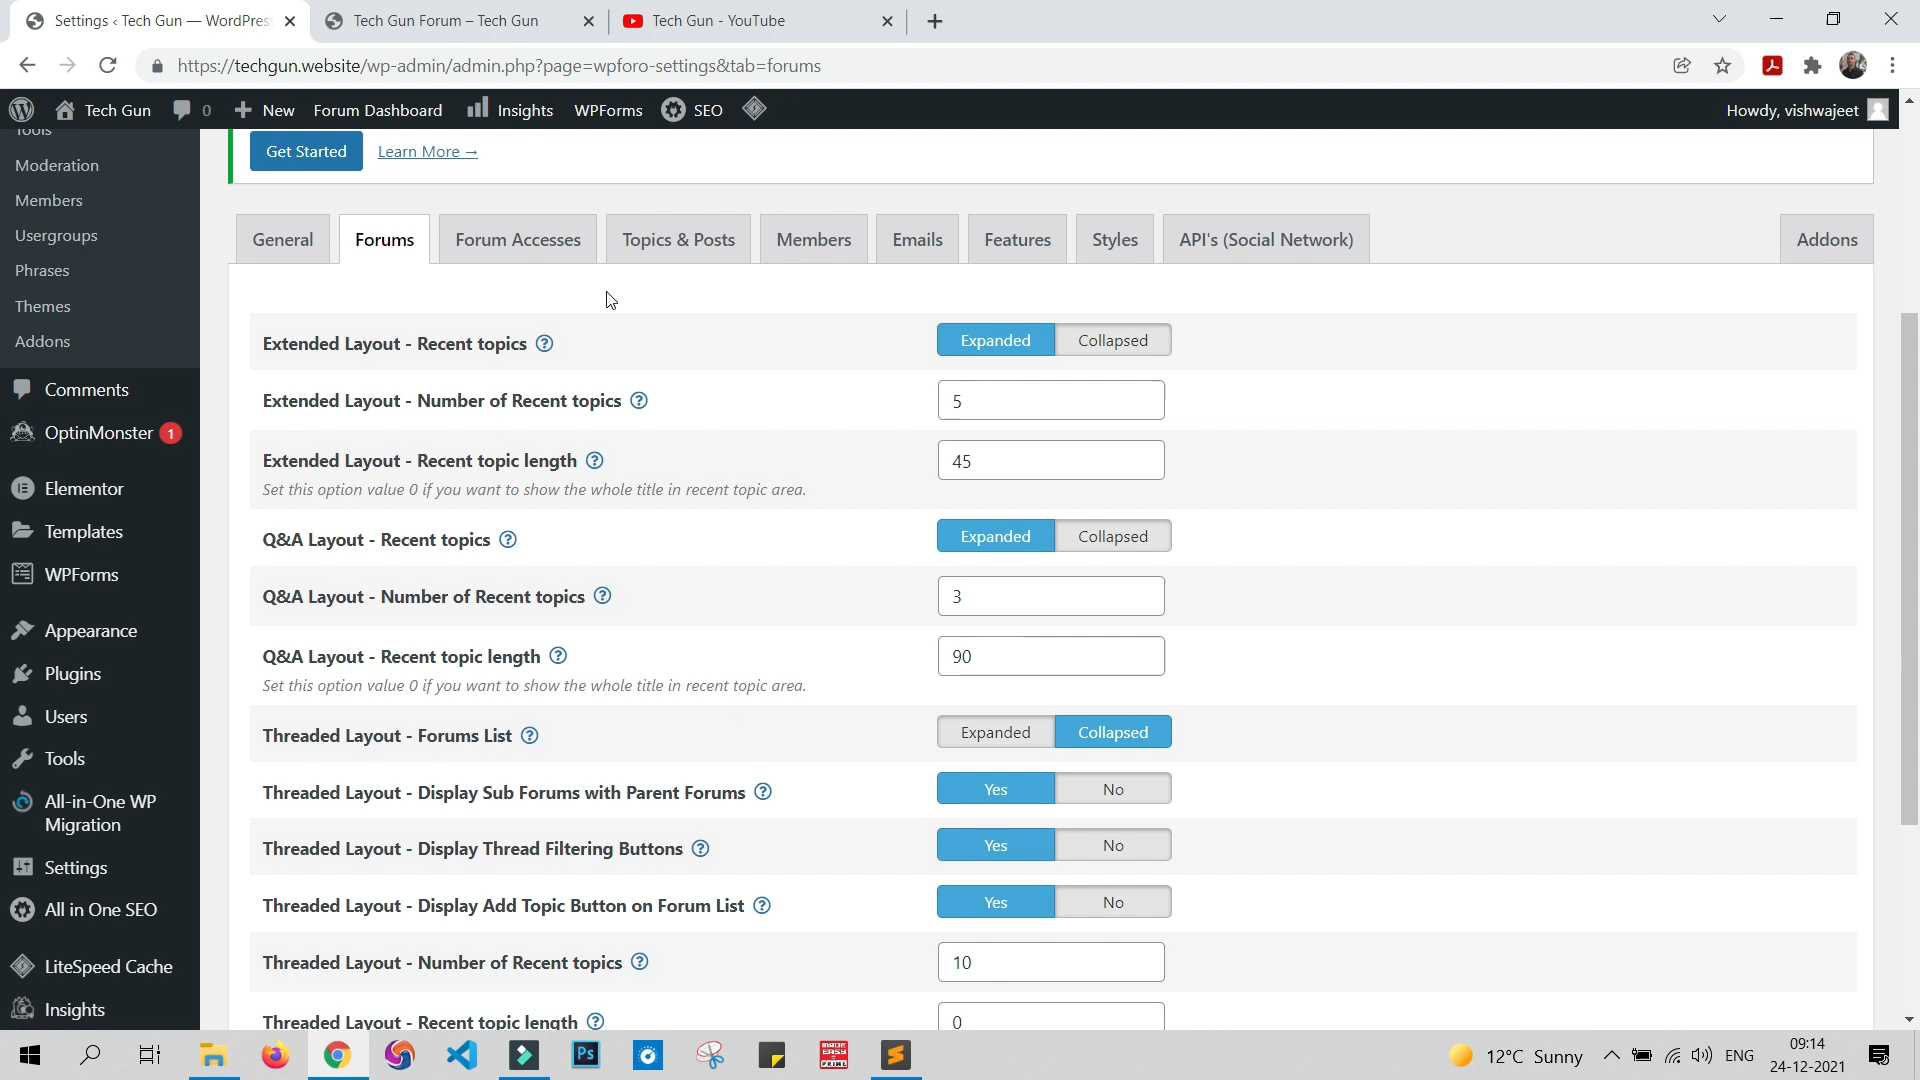 Settings ‹ Tech Gun — WordPres
Tech Gun Forum – Tech Gun
Tech Gun - YouTube
https://techgun.website/wp-admin/admin.php?page=wpforo-settings&tab=forums
Tech Gun
0
New
Forum Dashboard
Insights
WPForms
SEO
Howdy, vishwajeet
Tools
Moderation
Members
Usergroups
Phrases
Themes
Addons
Comments
OptinMonster 1
Elementor
Templates
WPForms
Appearance
Plugins
Users
Tools
All-in-One WP
Migration
Settings
All in One SEO
LiteSpeed Cache
Insights
Get Started
Learn More →
General
Forums
Forum Accesses
Topics & Posts
Members
Emails
Features
Styles
API's (Social Network)
Addons
Extended Layout - Recent topics ? Expanded Collapsed
Extended Layout - Number of Recent topics ? 5
Extended Layout - Recent topic length ? 45
Set this option value 0 if you want to show the whole title in recent topic area.
Q&A Layout - Recent topics ? Expanded Collapsed
Q&A Layout - Number of Recent topics ? 3
Q&A Layout - Recent topic length ? 90
Set this option value 0 if you want to show the whole title in recent topic area.
Threaded Layout - Forums List ? Expanded Collapsed
Threaded Layout - Display Sub Forums with Parent Forums ? Yes No
Threaded Layout - Display Thread Filtering Buttons ? Yes No
Threaded Layout - Display Add Topic Button on Forum List ? Yes No
Threaded Layout - Number of Recent topics ? 10
Threaded Layout - Recent topic length ? 0
Ps
MADE EASY PRIME
12°C Sunny
ENG
09:14
24-12-2021